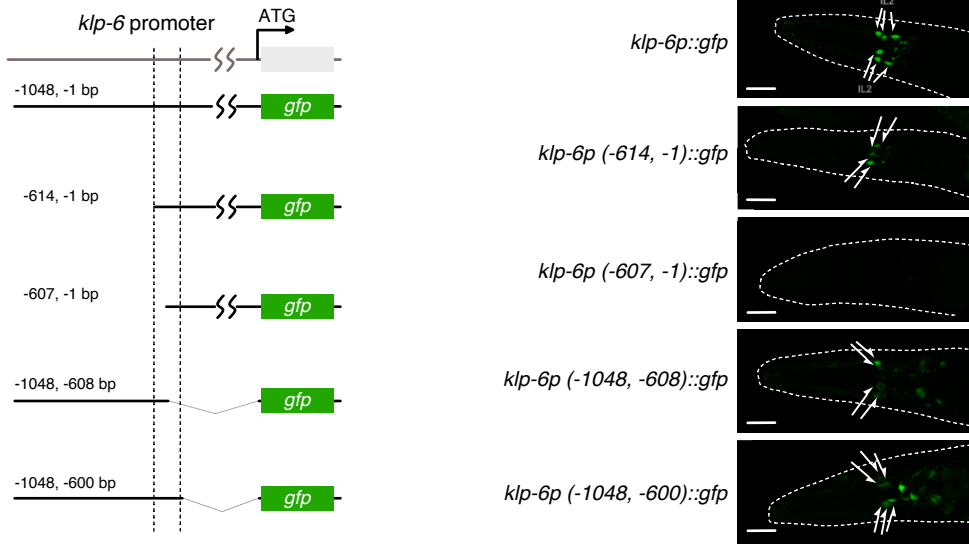 klp-6 promoter
ATG
-1048, -1 bp
gfp
-614, -1 bp
gfp
-607, -1 bp
gfp
-1048, -608 bp
gfp
-1048, -600 bp
gfp
klp-6p::gfp
IL2
IL2
klp-6p (-614, -1)::gfp
klp-6p (-607, -1)::gfp
klp-6p (-1048, -608)::gfp
klp-6p (-1048, -600)::gfp